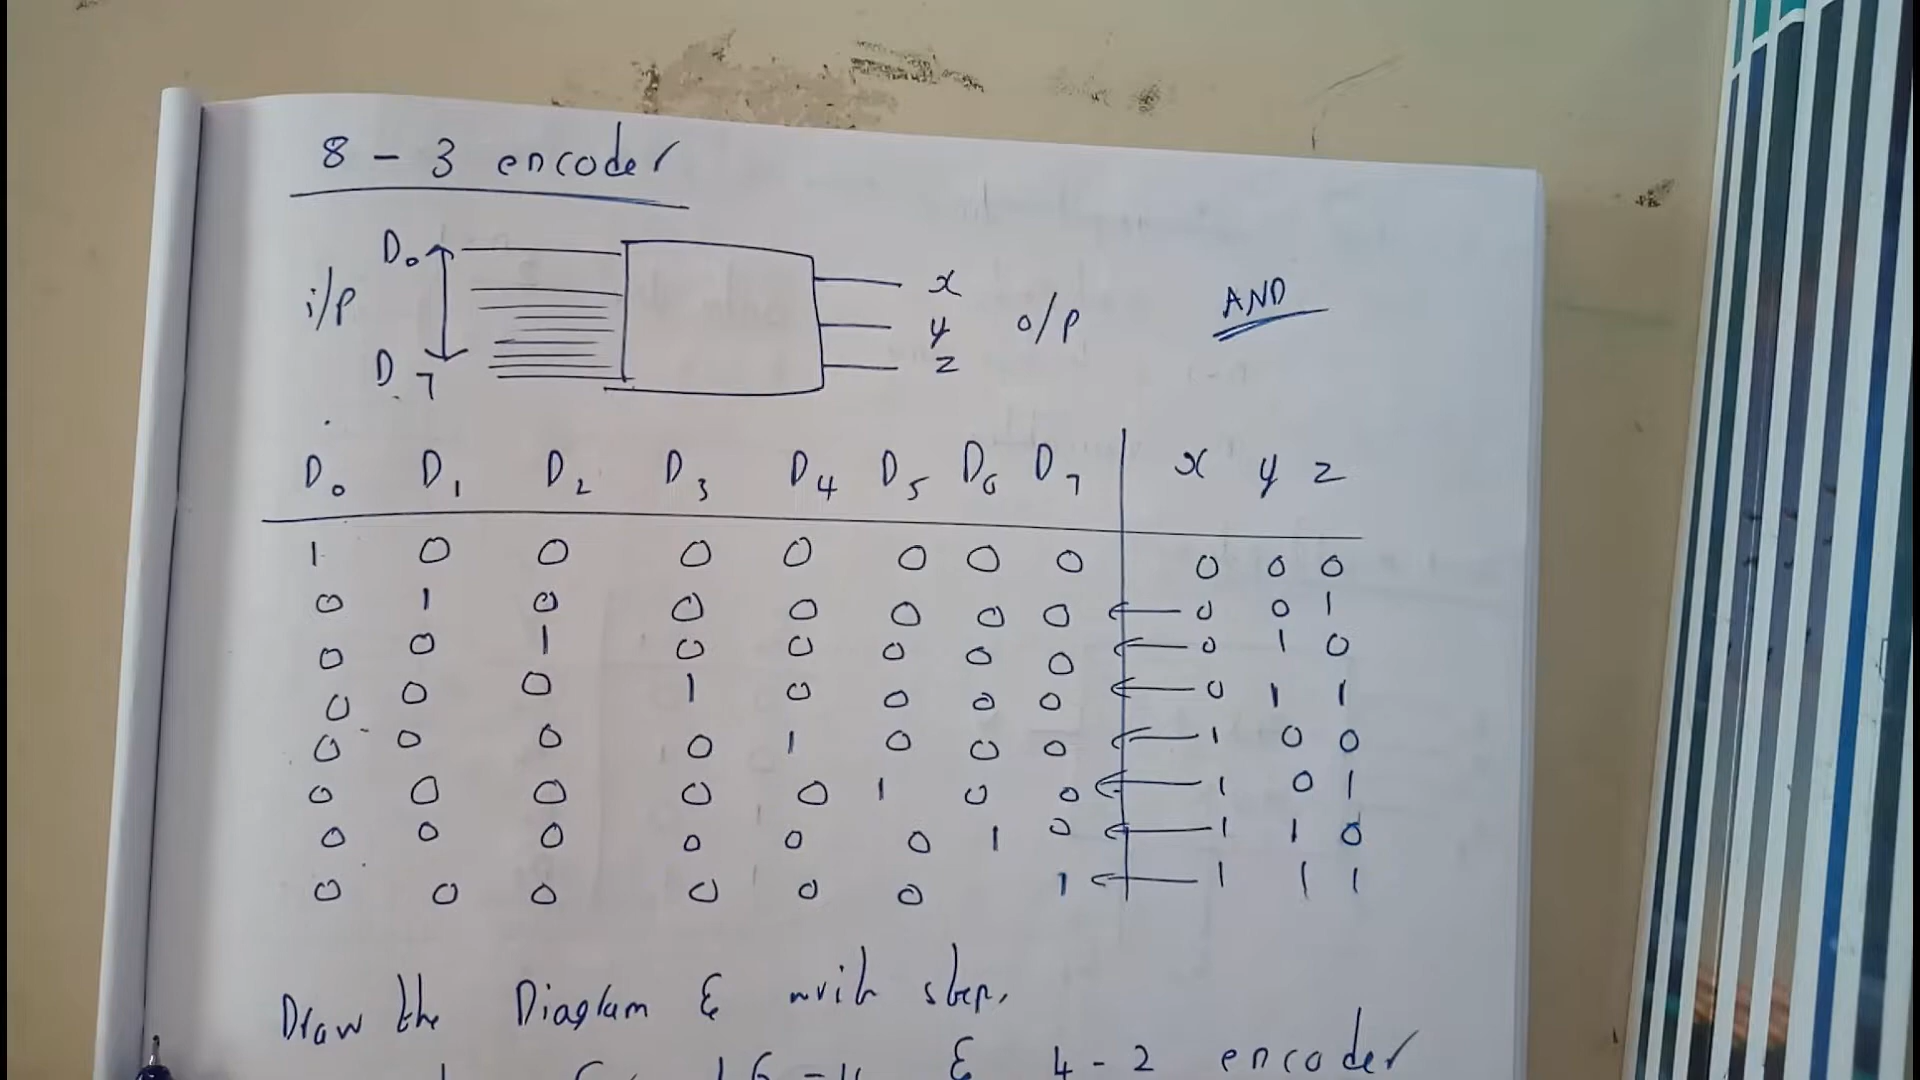 8 - 3 encoder
D0
i/p
D7
x
y
z
o/p
AND
D0 D1 D2 D3 D4 D5 D6 D7 x y z
1 0 0 0 0 0 0 0 0 0 0
0 1 0 0 0 0 0 0 0 0 1
0 0 1 0 0 0 0 0 0 1 0
0 0 0 1 0 0 0 0 0 1 1
0 0 0 0 1 0 0 0 1 0 0
0 0 0 0 0 1 0 0 1 0 1
0 0 0 0 0 0 1 0 1 1 0
0 0 0 0 0 0 1 1 1 1
Draw the Diagram & step.
& 4 - 2 encoder